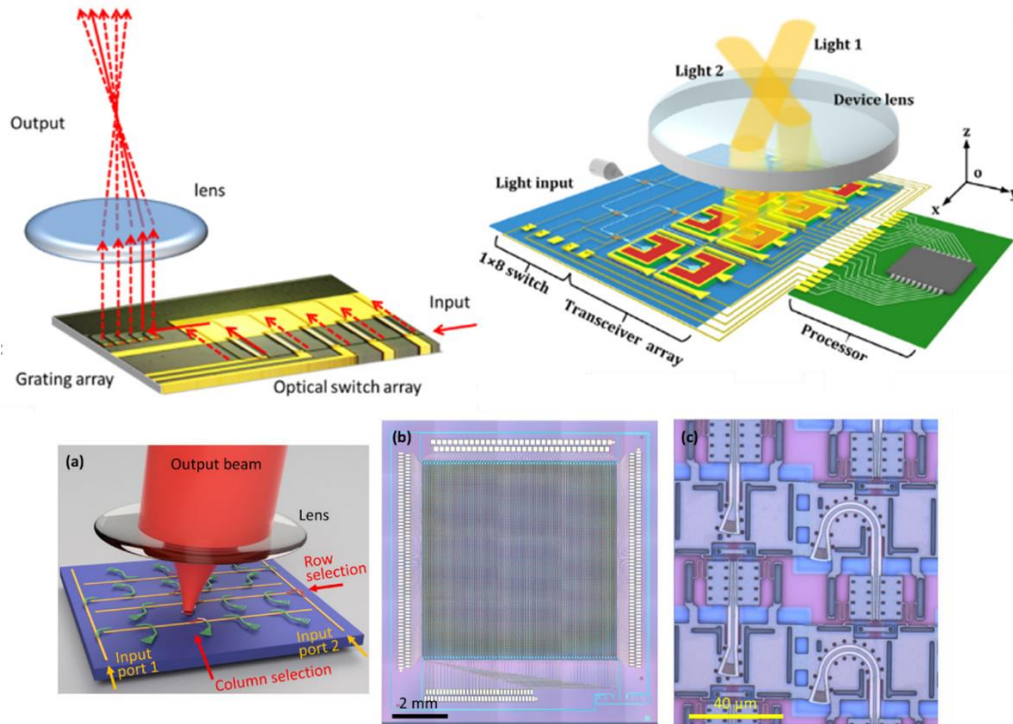 Output
lens
Input
Grating array
Optical switch array
Light 1
Light 2
Device lens
Light input
z
o
y
x
1×8 switch
Transceiver array
Processor
(a)
Output beam
Lens
Row
selection
Input
port 1
Input
port 2
Column selection
(b)
2 mm
(c)
40 μm